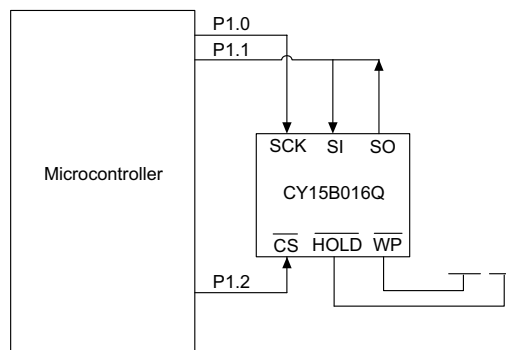 P1.0
P1.1
SCK SI SO
Microcontroller
CY15B016Q
CS HOLD WP
P1.2